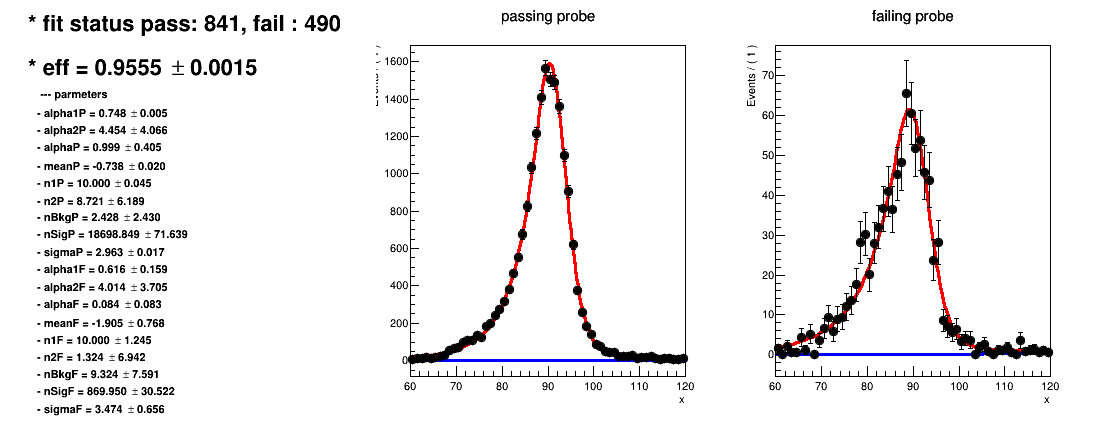 * fit status pass: 841, fail : 490
* eff = 0.9555 ± 0.0015
--- parmeters
- alpha1P = 0.748 ± 0.005
- alpha2P = 4.454 ± 4.066
- alphaP = 0.999 ± 0.405
- meanP = -0.738 ± 0.020
- n1P = 10.000 ± 0.045
- n2P = 8.721 ± 6.189
- nBkgP = 2.428 ± 2.430
- nSigP = 18698.849 ± 71.639
- sigmaP = 2.963 ± 0.017
- alpha1F = 0.616 ± 0.159
- alpha2F = 4.014 ± 3.705
- alphaF = 0.084 ± 0.083
- meanF = -1.905 ± 0.768
- n1F = 10.000 ± 1.245
- n2F = 1.324 ± 6.942
- nBkgF = 9.324 ± 7.591
- nSigF = 869.950 ± 30.522
- sigmaF = 3.474 ± 0.656
passing probe
1600
1400
1200
1000
800
600
400
200
0
60 70 80 90 100 110 120
x
failing probe
Events / ( 1 )
70
60
50
40
30
20
10
0
60 70 80 90 100 110 120
x